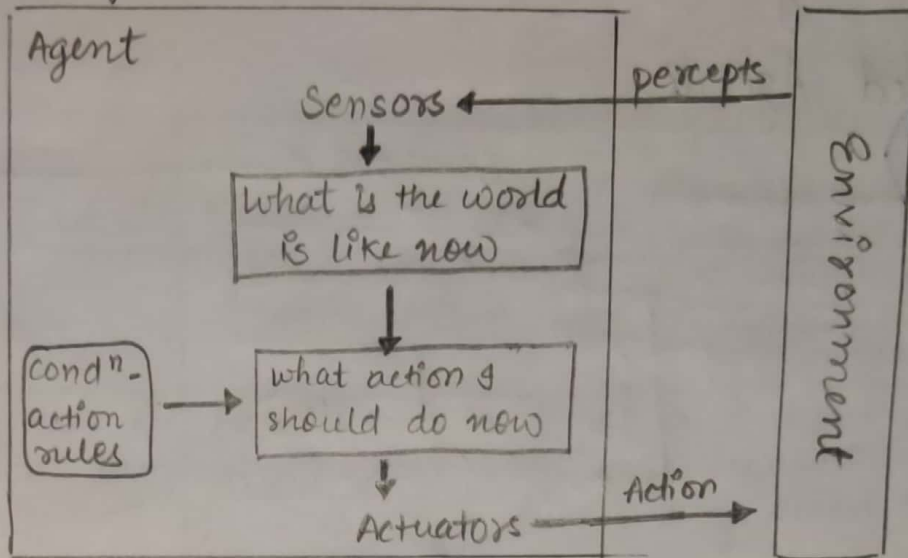 Agent
percepts
Sensors
What is the world
is like now
Environment
condⁿ-
action
rules
what action I
should do now
Action
Actuators